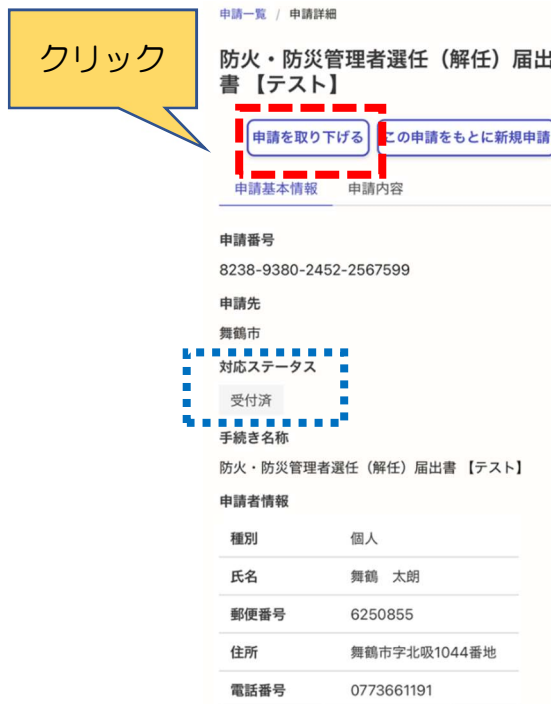 申請一覧 / 申請詳細
クリック
防火・防災管理者選任（解任）届出
書 【テスト】
申請を取り下げる
この申請をもとに新規申請
申請基本情報 申請内容
申請番号
8238-9380-2452-2567599
申請先
舞鶴市
対応ステータス
受付済
手続き名称
防火・防災管理者選任（解任）届出書 【テスト】
申請者情報
種別 個人
氏名 舞鶴 太朗
郵便番号 6250855
住所 舞鶴市字北吸1044番地
電話番号 0773661191